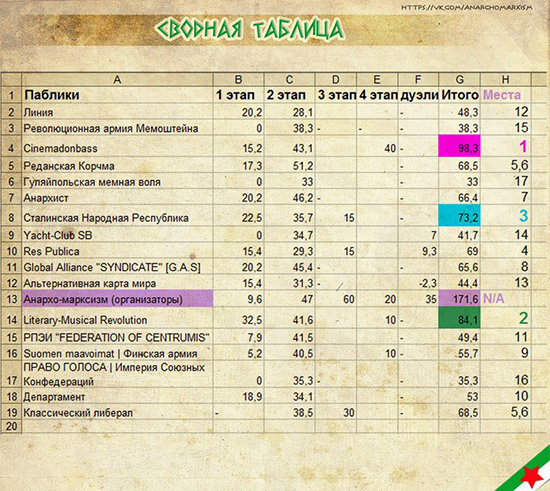 HTTPS://VK.COM/ANARCHOMARXISM
СВОДНАЯ ТАБЛИЦА
A B C D E F G H
1 Паблики 1 этап 2 этап 3 этап 4 этап дуэли Итого Места
2 Линия 20,2 28,1 - 48,3 12
3 Революционная армия Мемоштейна 0 38,3 - - 38,3 15
4 Cinemadonbass 15,2 43,1 40 - 98,3 1
5 Реданская Корчма 17,3 51,2 - 68,5 5,6
6 Гуляйпольская мемная воля 0 33 - 33 17
7 Анархист 20,2 46,2 - - 66,4 7
8 Сталинская Народная Республика 22,5 35,7 15 - 73,2 3
9 Yacht-Club SB 0 34,7 7 41,7 14
10 Res Publica 15,4 29,3 15 9,3 69 4
11 Global Alliance "SYNDICATE" [G.A.S] 20,2 45,4 - - 65,6 8
12 Альтернативная карта мира 15,4 31,3 - -2,3 44,4 13
13 Анархо-марксизм (организаторы) 9,6 47 60 20 35 171,6 N/A
14 Literary-Musical Revolution 32,5 41,6 10 - 84,1 2
15 РПЭИ "FEDERATION OF CENTRUMIS" 7,9 41,5 - 49,4 11
16 Suomen maavoimat | Финская армия 5,2 40,5 10 - 55,7 9
ПРАВО ГОЛОСА | Империя Союзных
17 Конфедераций 0 35,3 - - 35,3 16
18 Департамент 18,9 34,1 - 53 10
19 Классический либерал - 38,5 30 - 68,5 5,6
20